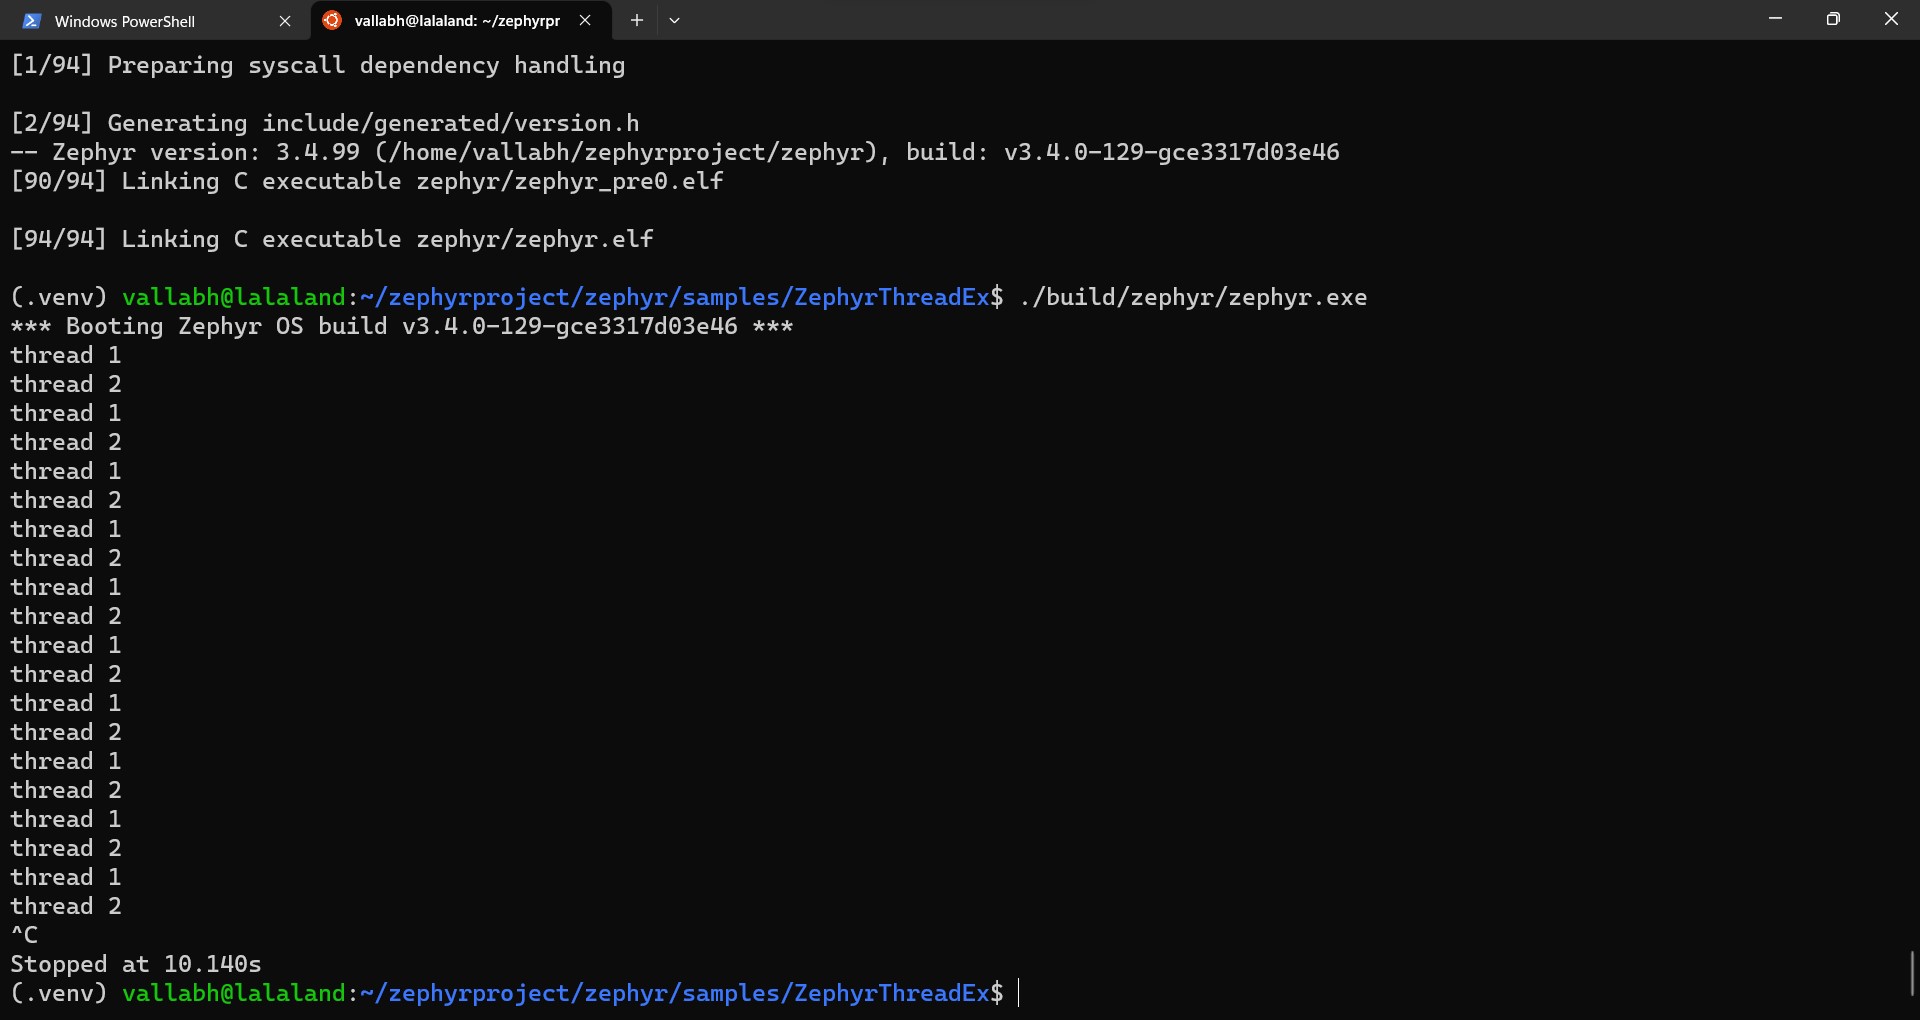 Windows PowerShell
vallabh@lalaland: ~/zephyrpr
[1/94] Preparing syscall dependency handling
[2/94] Generating include/generated/version.h
-- Zephyr version: 3.4.99 (/home/vallabh/zephyrproject/zephyr), build: v3.4.0-129-gce3317d03e46
[90/94] Linking C executable zephyr/zephyr_pre0.elf
[94/94] Linking C executable zephyr/zephyr.elf
(.venv) vallabh@lalaland:~/zephyrproject/zephyr/samples/ZephyrThreadEx$ ./build/zephyr/zephyr.exe
*** Booting Zephyr OS build v3.4.0-129-gce3317d03e46 ***
thread 1
thread 2
thread 1
thread 2
thread 1
thread 2
thread 1
thread 2
thread 1
thread 2
thread 1
thread 2
thread 1
thread 2
thread 1
thread 2
thread 1
thread 2
thread 1
thread 2
^C
Stopped at 10.140s
(.venv) vallabh@lalaland:~/zephyrproject/zephyr/samples/ZephyrThreadEx$